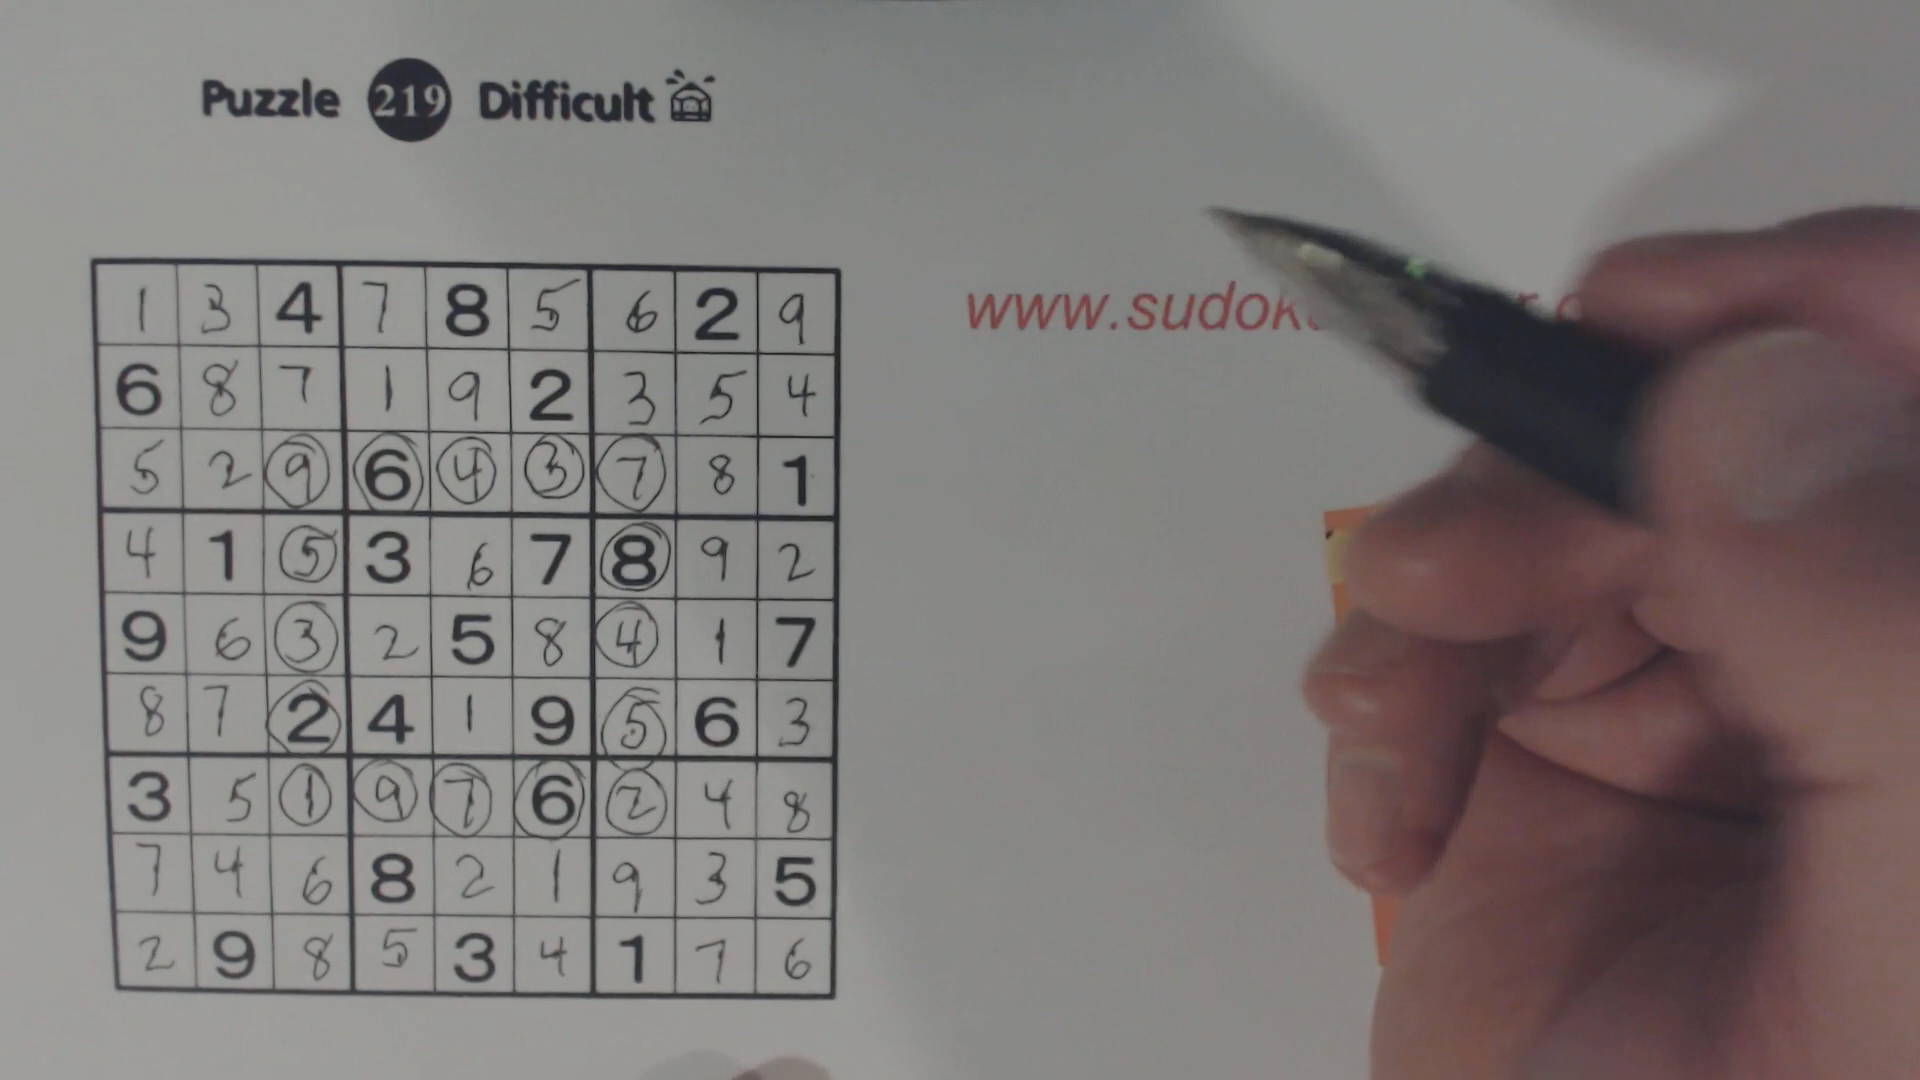 Puzzle 219 Difficult
www.sudok
1 3 4 7 8 5 6 2 9
6 8 7 1 9 2 3 5 4
5 2 9 6 4 3 7 8 1
4 1 5 3 6 7 8 9 2
9 6 3 2 5 8 4 1 7
8 7 2 4 1 9 5 6 3
3 5 1 9 7 6 2 4 8
7 4 6 8 2 1 9 3 5
2 9 8 5 3 4 1 7 6